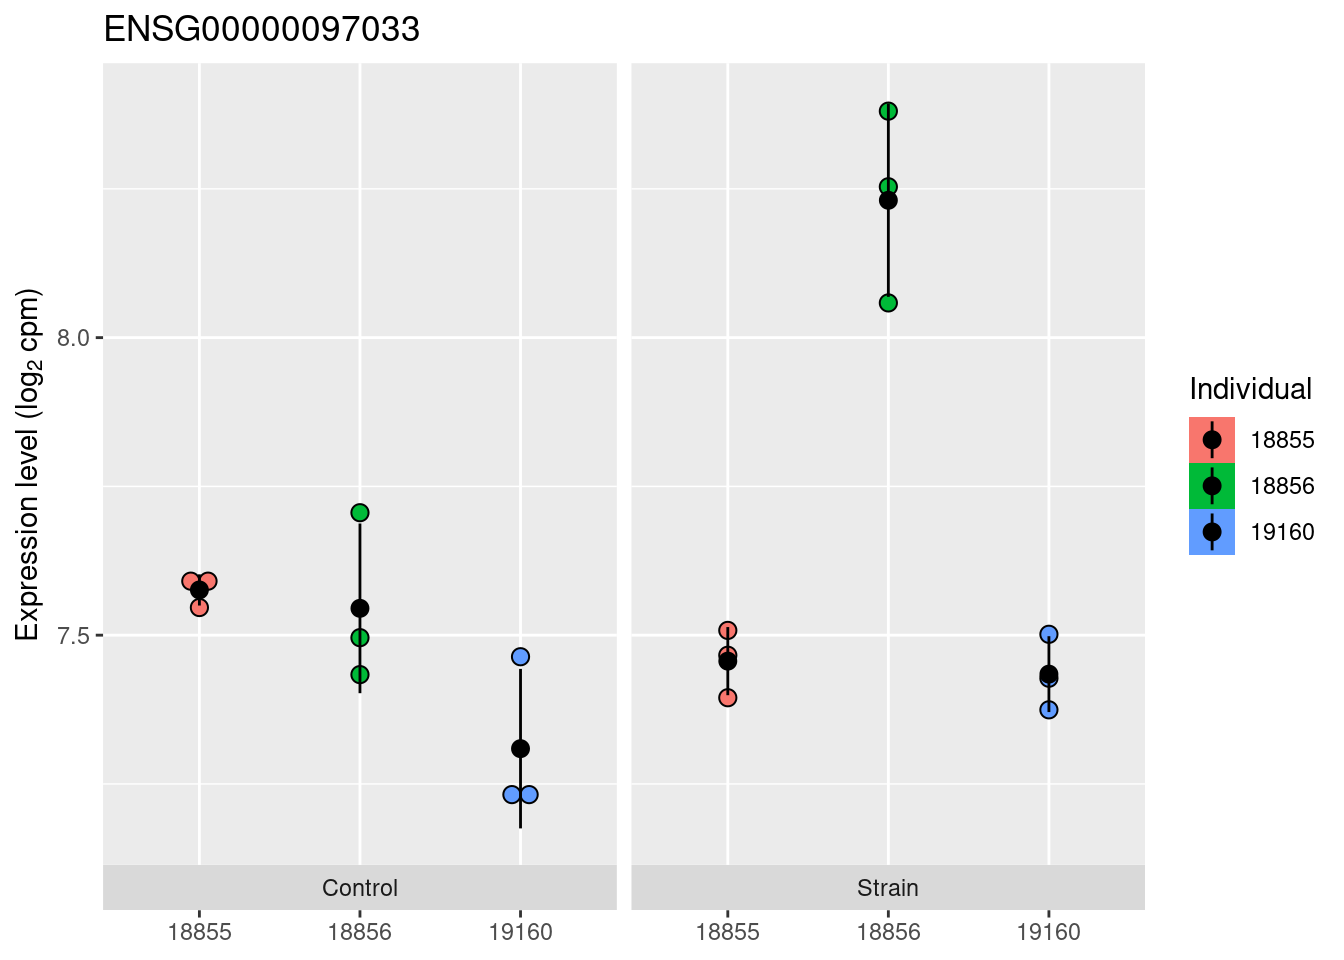 ENSG00000097033
Expression level (log₂ cpm)
8.0
7.5
Control
Strain
18855
18856
19160
18855
18856
19160
Individual
18855
18856
19160